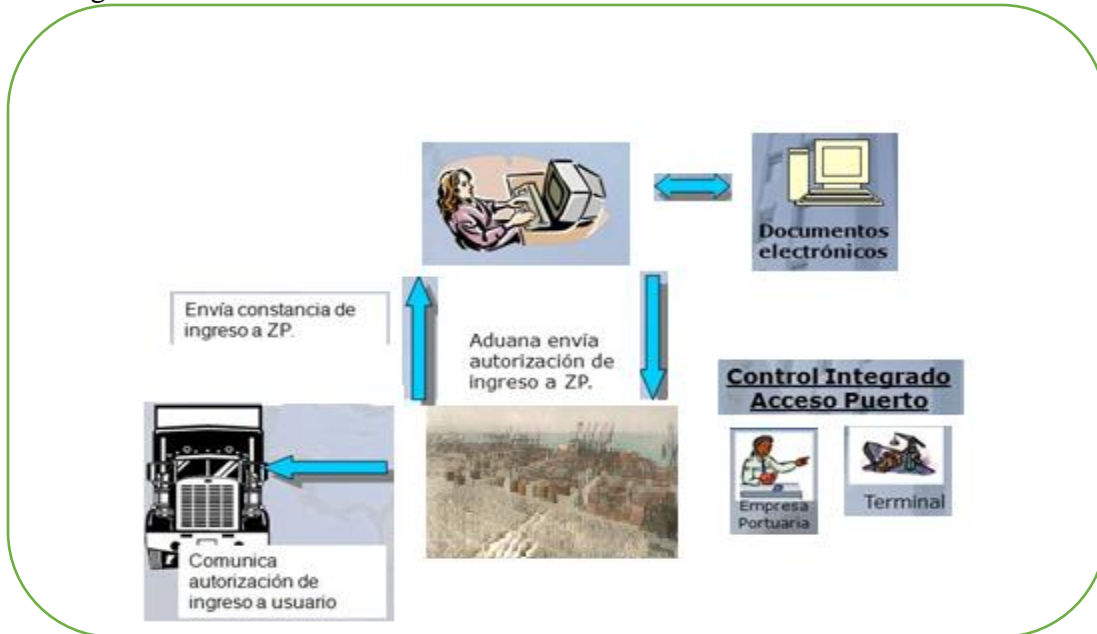 Documentos
electrónicos
Envía constancia de
ingreso a ZP.
Aduana envía
autorización de
ingreso a ZP.
Control Integrado
Acceso Puerto
Empresa
Portuaria
Terminal
Comunica
autorización de
ingreso a usuario